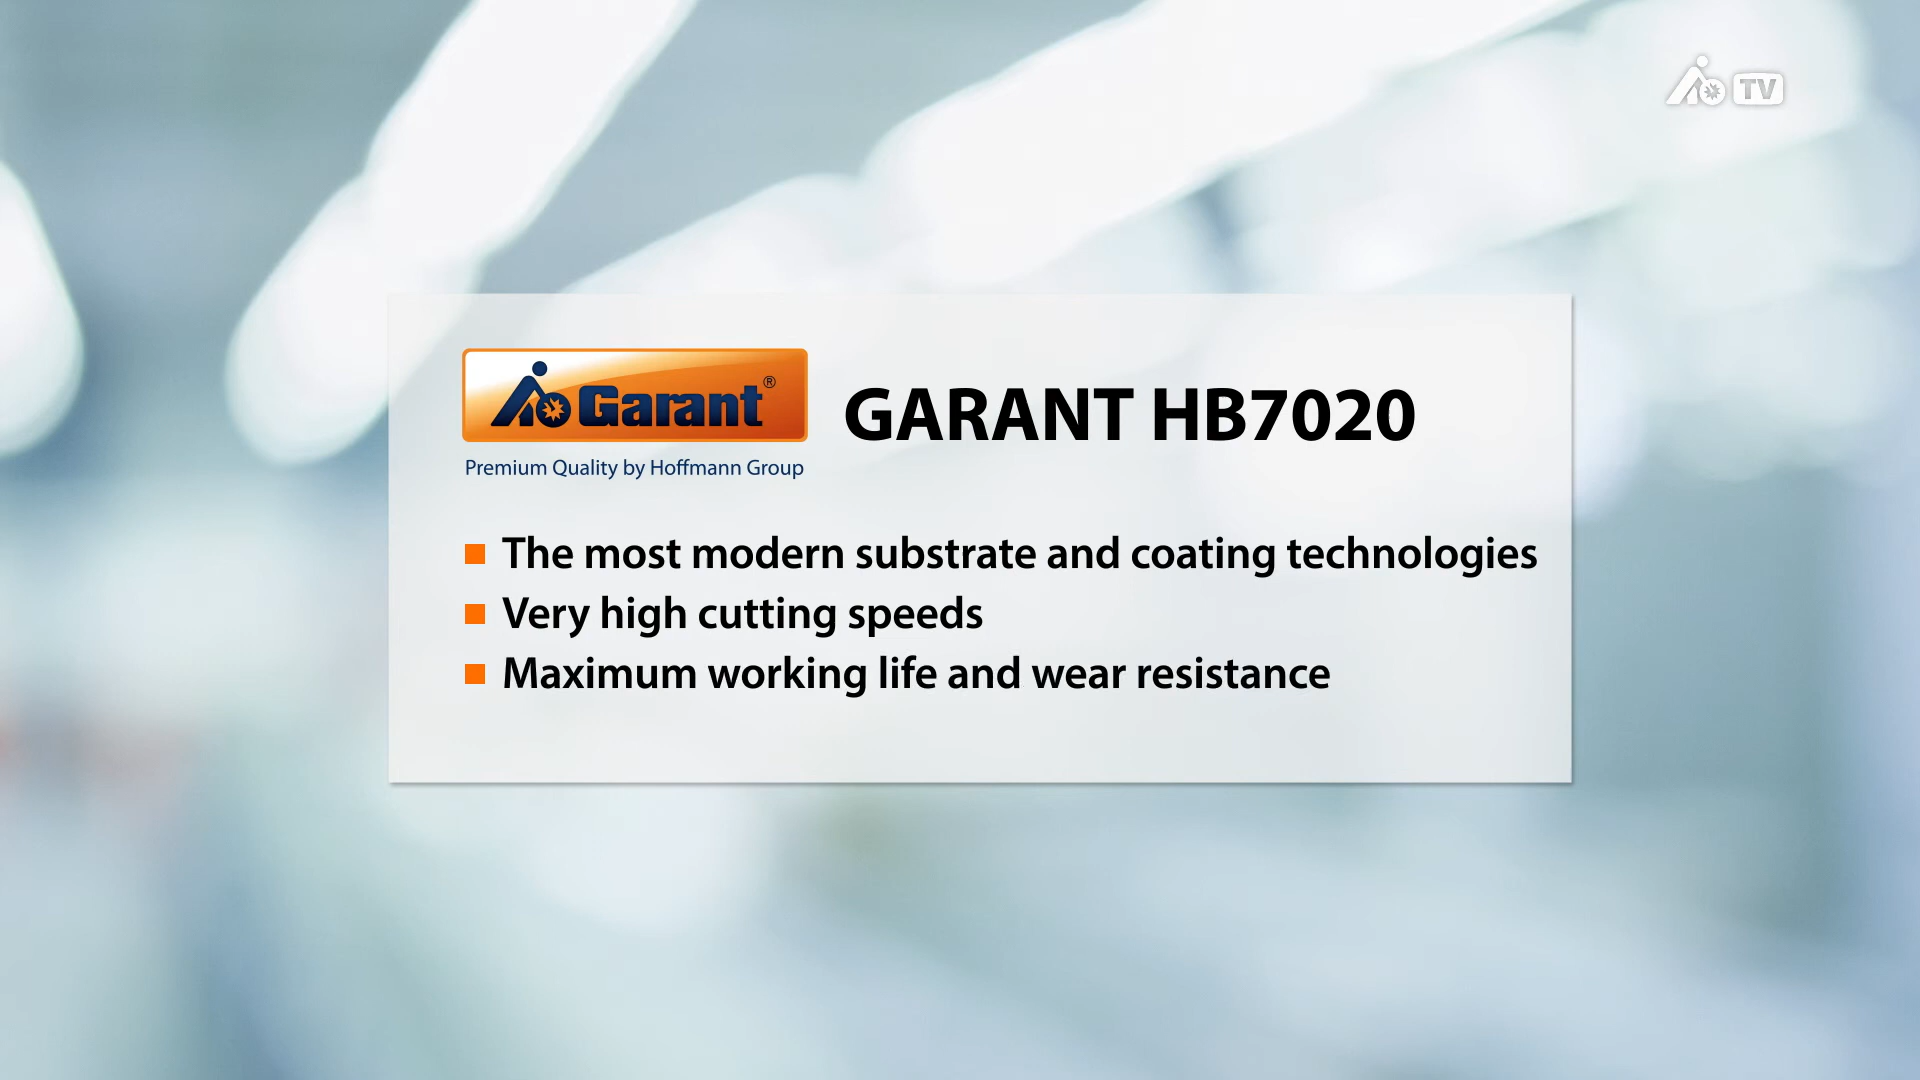 TV
Garant®
GARANT HB7020
Premium Quality by Hoffmann Group
The most modern substrate and coating technologies
Very high cutting speeds
Maximum working life and wear resistance